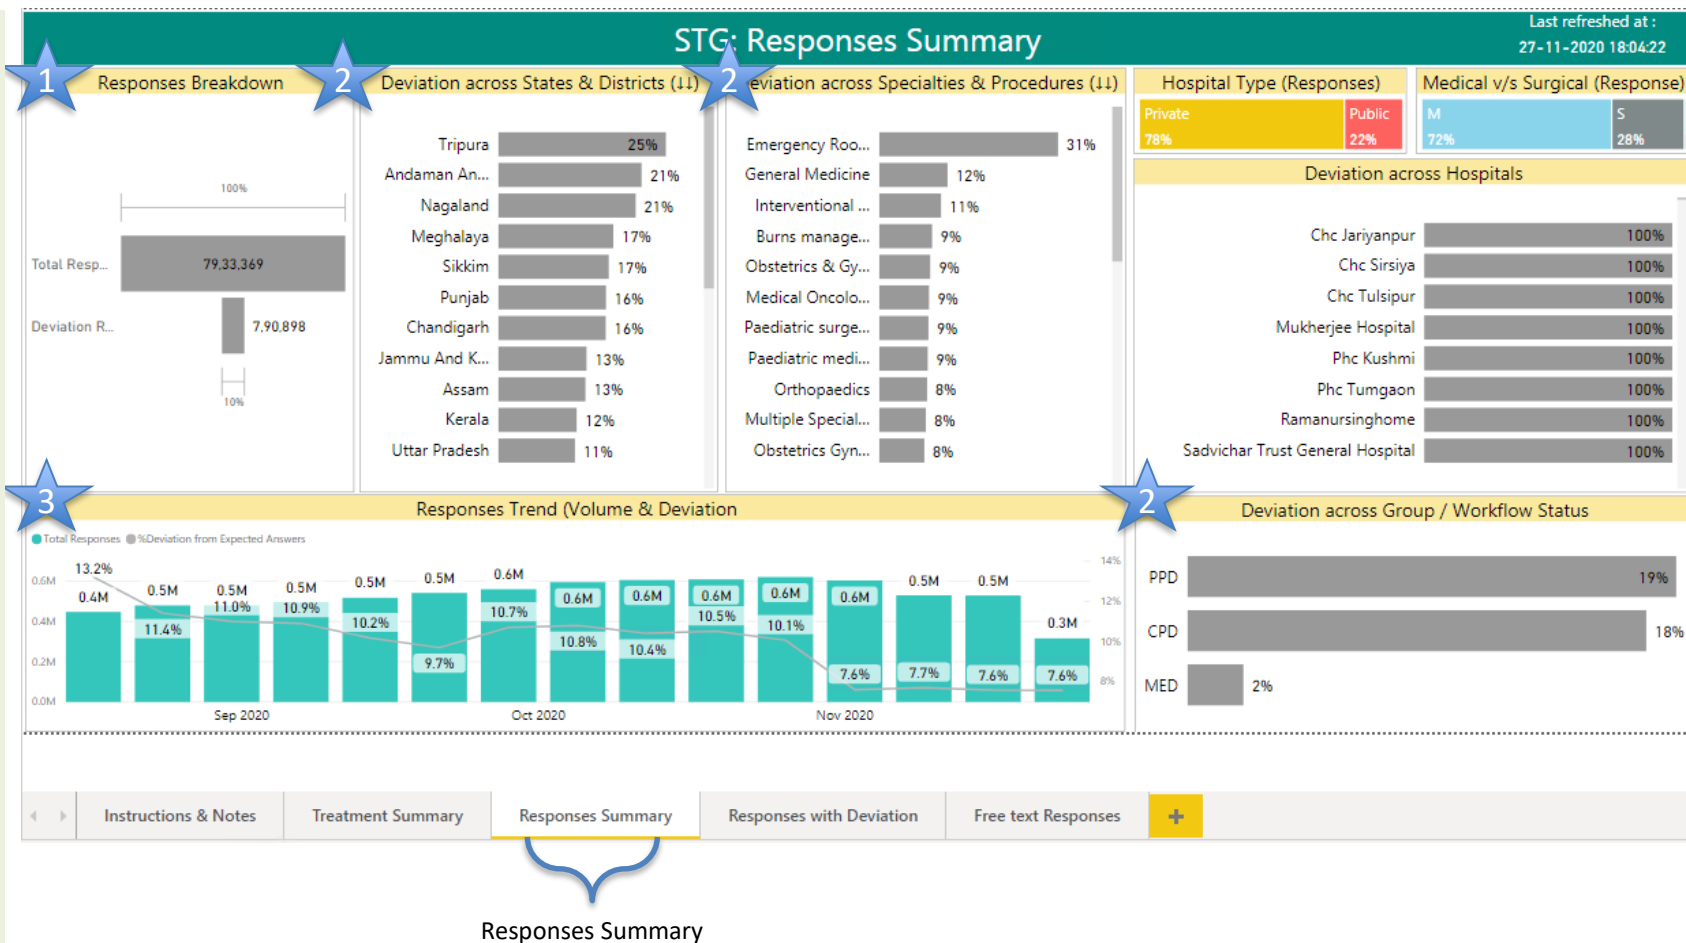 STG: Responses Summary
Last refreshed at :
27-11-2020 18:04:22
1
Responses Breakdown
100%
Total Resp...
79,33,369
Deviation R...
7,90,898
10%
2
Deviation across States & Districts (↓↓)
Tripura 25%
Andaman An... 21%
Nagaland 21%
Meghalaya 17%
Sikkim 17%
Punjab 16%
Chandigarh 16%
Jammu And K... 13%
Assam 13%
Kerala 12%
Uttar Pradesh 11%
2
eviation across Specialties & Procedures (↓↓)
Emergency Roo... 31%
General Medicine 12%
Interventional ... 11%
Burns manage... 9%
Obstetrics & Gy... 9%
Medical Oncolo... 9%
Paediatric surge... 9%
Paediatric medi... 9%
Orthopaedics 8%
Multiple Special... 8%
Obstetrics Gyn... 8%
Hospital Type (Responses)
Private Public
78% 22%
Medical v/s Surgical (Response)
M S
72% 28%
Deviation across Hospitals
Chc Jariyanpur 100%
Chc Sirsiya 100%
Chc Tulsipur 100%
Mukherjee Hospital 100%
Phc Kushmi 100%
Phc Tumgaon 100%
Ramanursinghome 100%
Sadvichar Trust General Hospital 100%
3
Responses Trend (Volume & Deviation
Total Responses %Deviation from Expected Answers
0.6M
0.4M
0.2M
0.0M
0.4M 0.5M 0.5M 0.5M 0.5M 0.5M 0.6M 0.6M 0.6M 0.6M 0.6M 0.6M 0.5M 0.5M 0.3M
13.2% 11.4% 11.0% 10.9% 10.2% 9.7% 10.7% 10.8% 10.4% 10.5% 10.1% 7.6% 7.7% 7.6% 7.6%
14%
12%
10%
8%
Sep 2020 Oct 2020 Nov 2020
2
Deviation across Group / Workflow Status
PPD 19%
CPD 18%
MED 2%
Instructions & Notes Treatment Summary Responses Summary Responses with Deviation Free text Responses +
Responses Summary